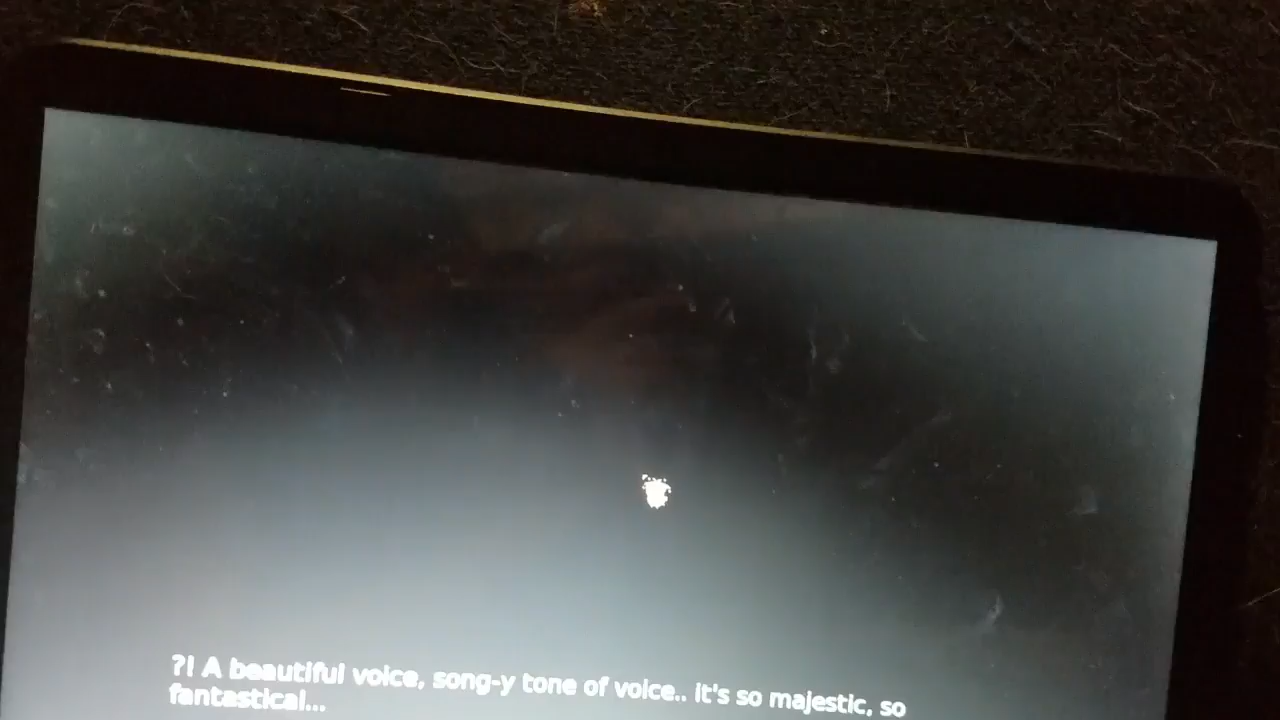 ?! A beautiful voice, song-y tone of voice.. it's so majestic, so
fantastical...